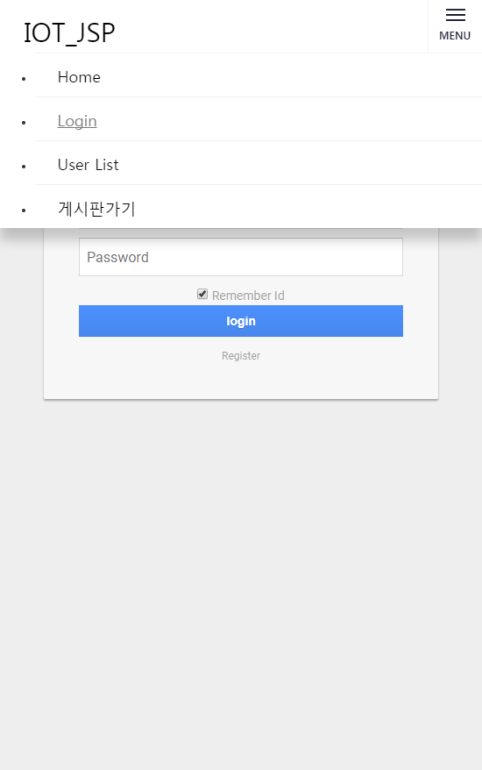 IOT_JSP
MENU
Home
Login
User List
게시판가기
Password
Remember Id
login
Register